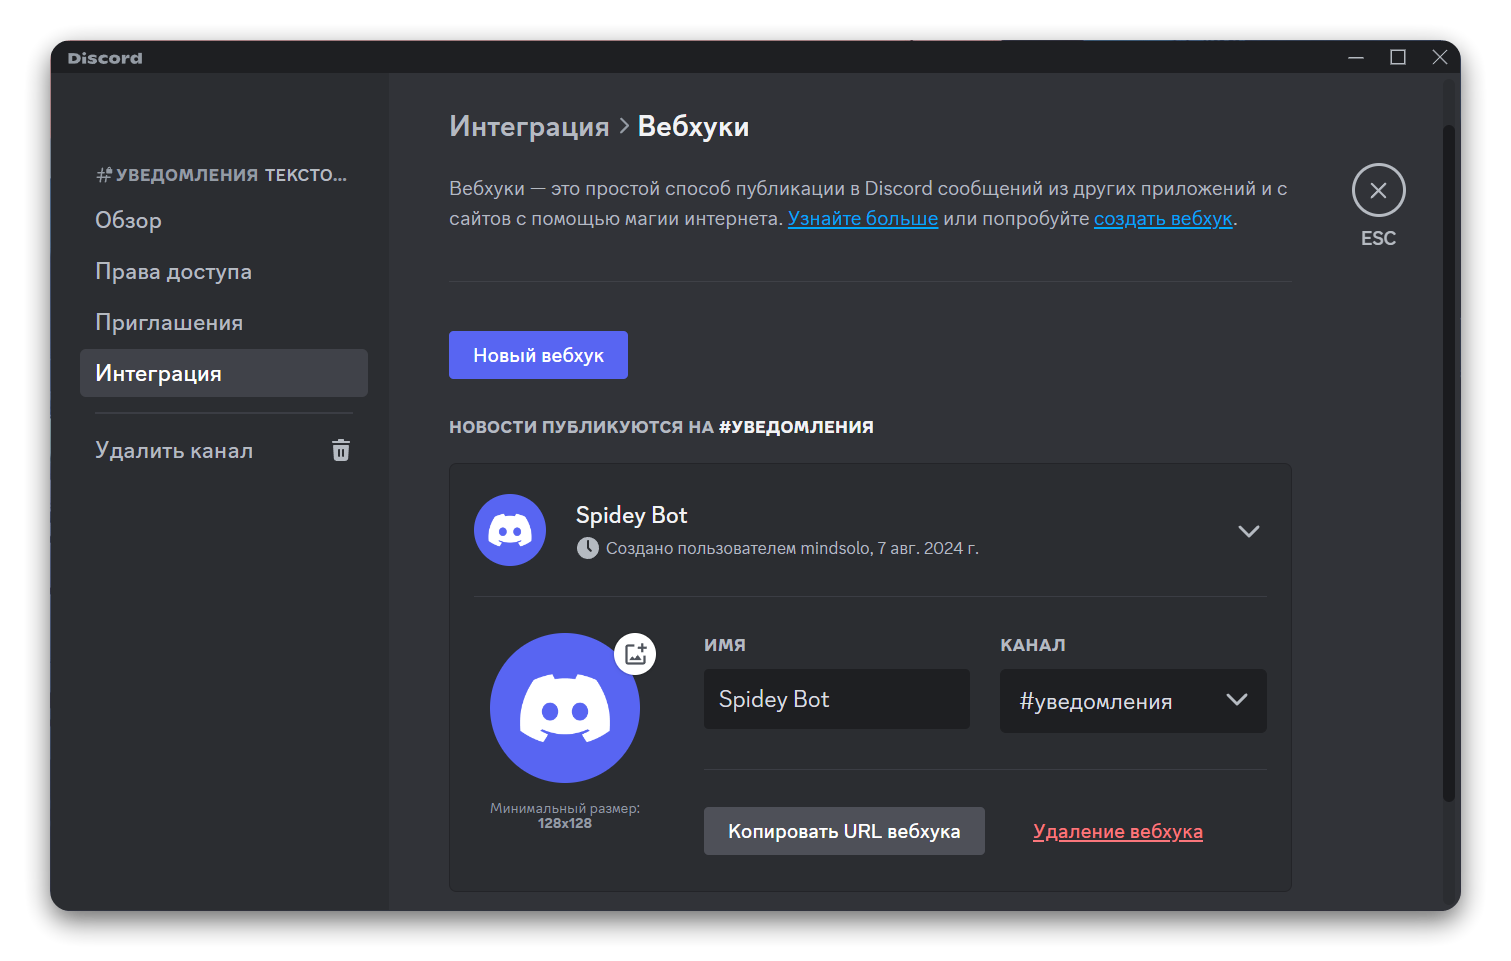 Discord
#УВЕДОМЛЕНИЯ ТЕКСТО...
Обзор
Права доступа
Приглашения
Интеграция
Удалить канал
Интеграция > Вебхуки
Вебхуки — это простой способ публикации в Discord сообщений из других приложений и с
сайтов с помощью магии интернета. Узнайте больше или попробуйте создать вебхук.
ESC
Новый вебхук
НОВОСТИ ПУБЛИКУЮТСЯ НА #УВЕДОМЛЕНИЯ
Spidey Bot
Создано пользователем mindsolo, 7 авг. 2024 г.
Минимальный размер:
128x128
ИМЯ
Spidey Bot
КАНАЛ
#уведомления
Копировать URL вебхука
Удаление вебхука